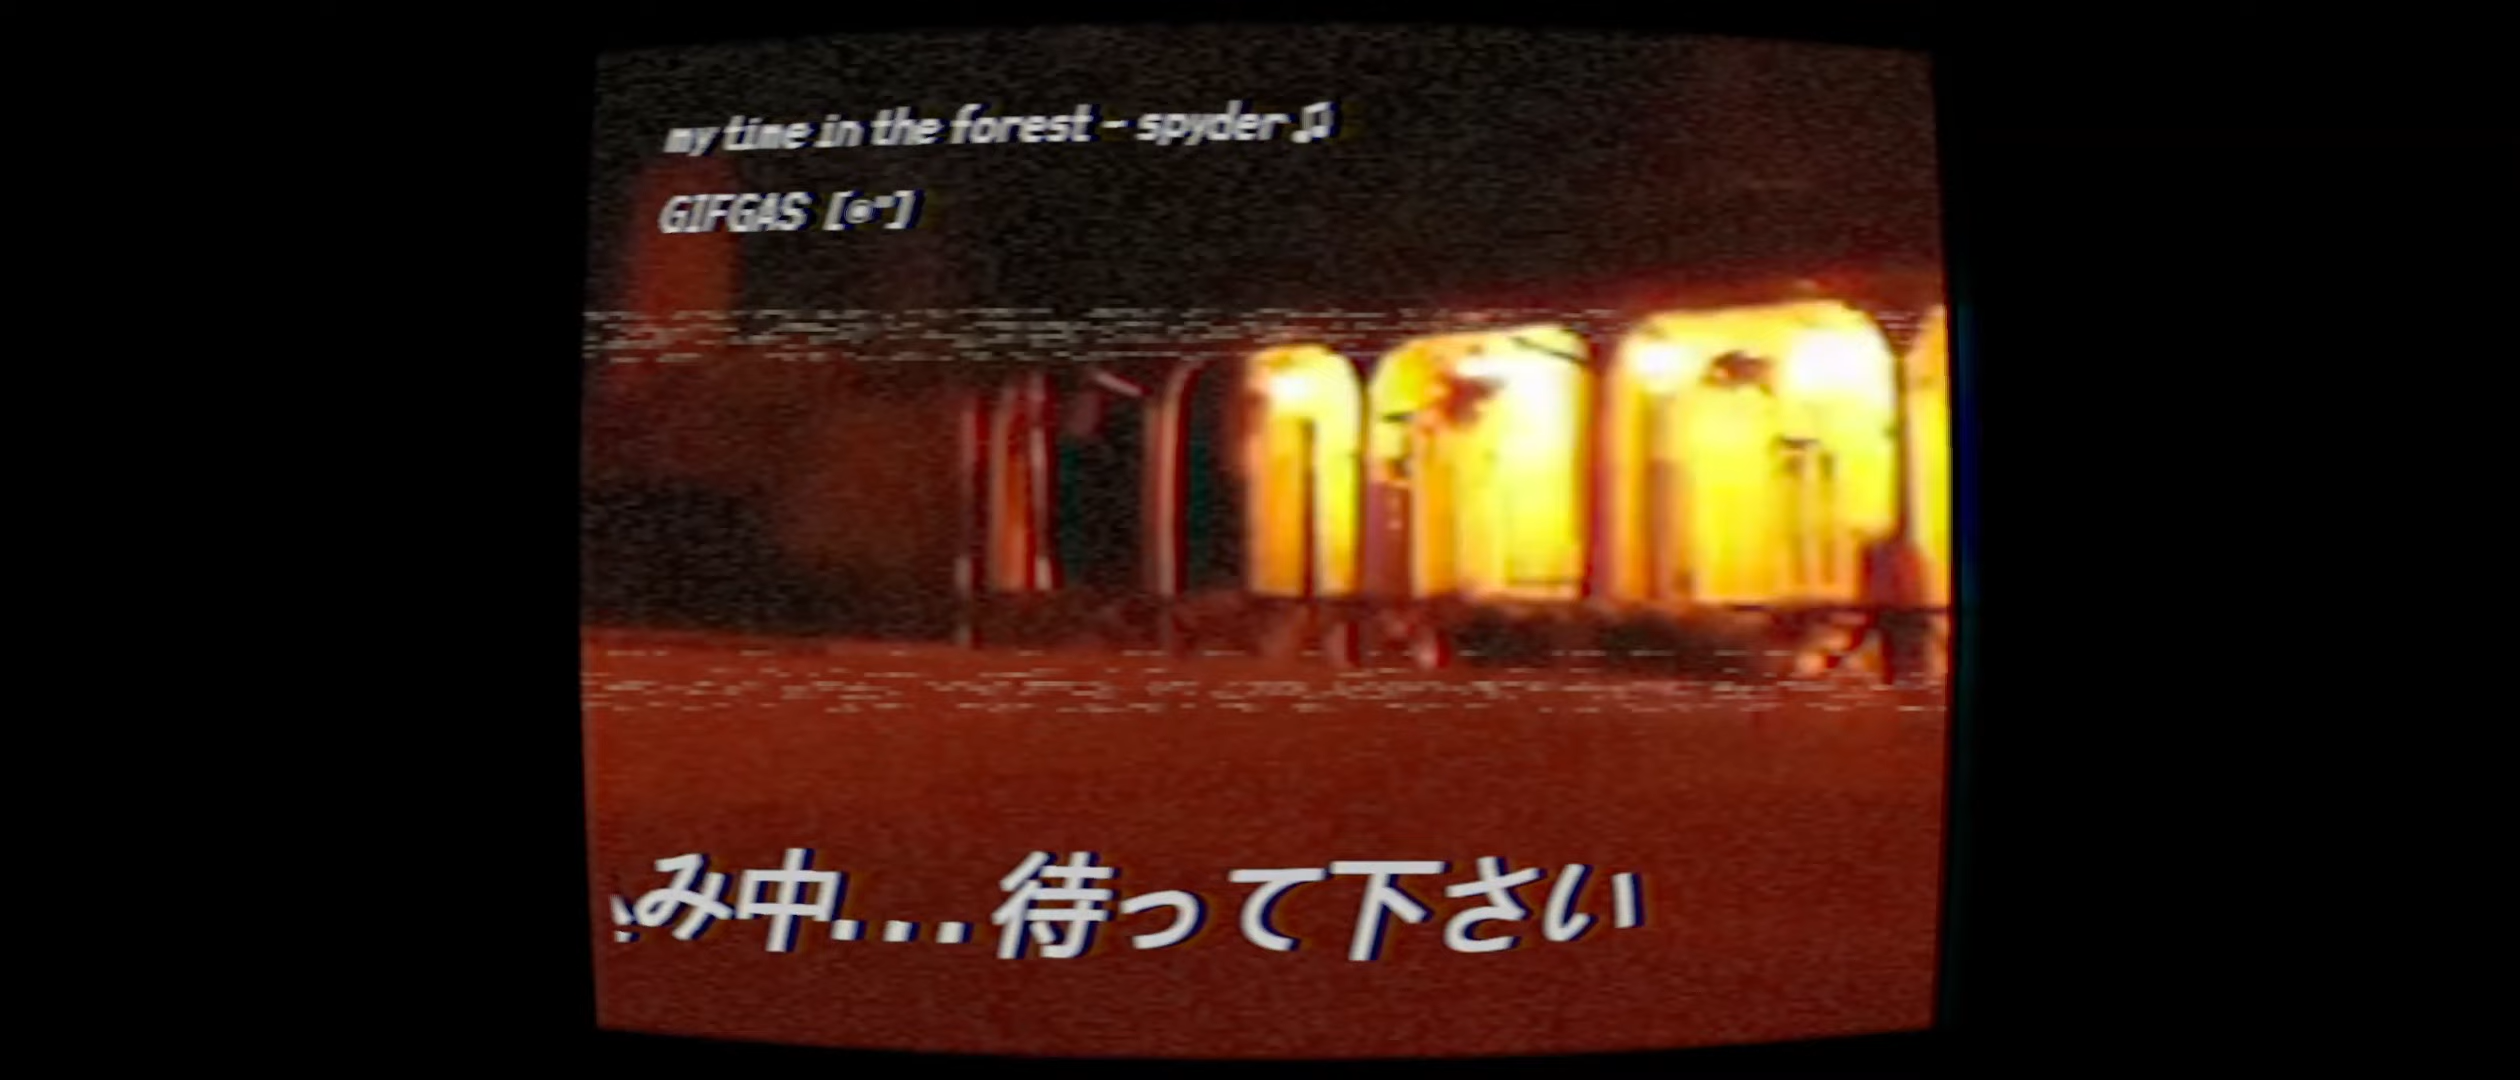 my time in the forest - spyder ♫
GIFGAS [◉"]
み中...待って下さい